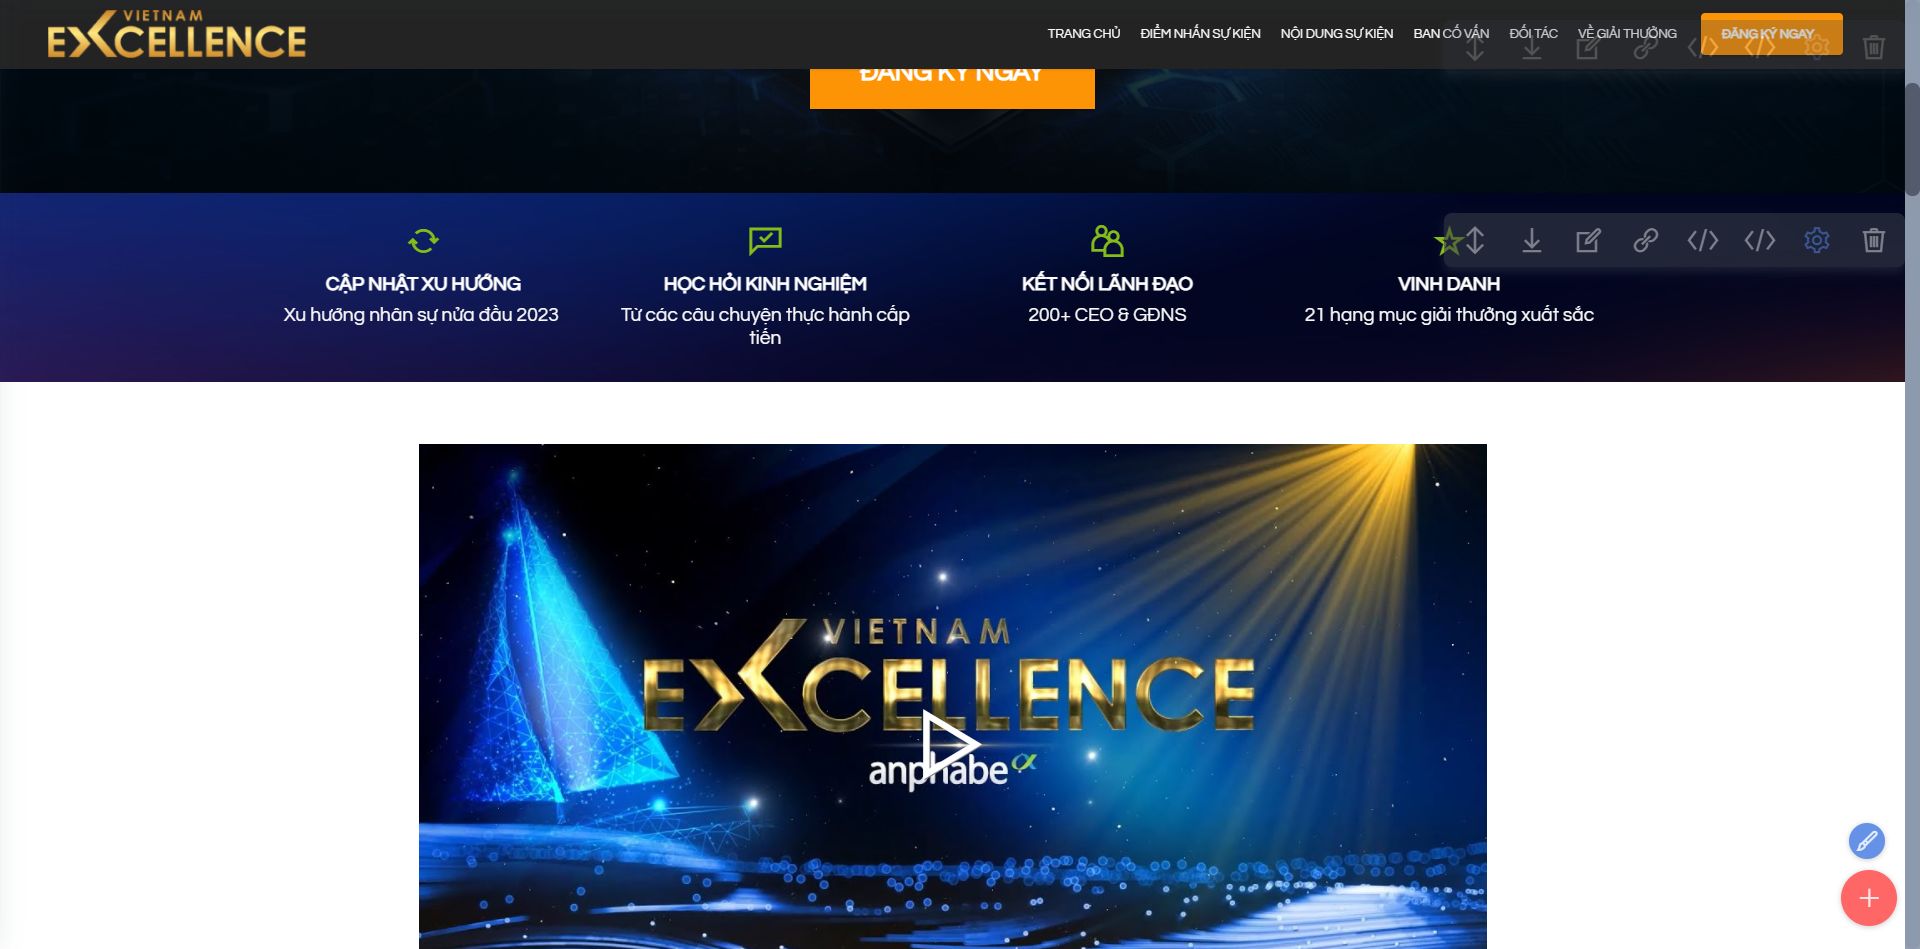 VIETNAM
EXCELLENCE
TRANG CHỦ
ĐIỂM NHẤN SỰ KIỆN
NỘI DUNG SỰ KIỆN
BAN CỐ VẤN
ĐỐI TÁC
VỀ GIẢI THƯỞNG
ĐĂNG KÝ NGAY
ĐĂNG KÝ NGAY
CẬP NHẬT XU HƯỚNG
Xu hướng nhân sự nửa đầu 2023
HỌC HỎI KINH NGHIỆM
Từ các câu chuyện thực hành cấp
tiến
KẾT NỐI LÃNH ĐẠO
200+ CEO & GĐNS
VINH DANH
21 hạng mục giải thưởng xuất sắc
VIETNAM
EXCELLENCE
anphabe